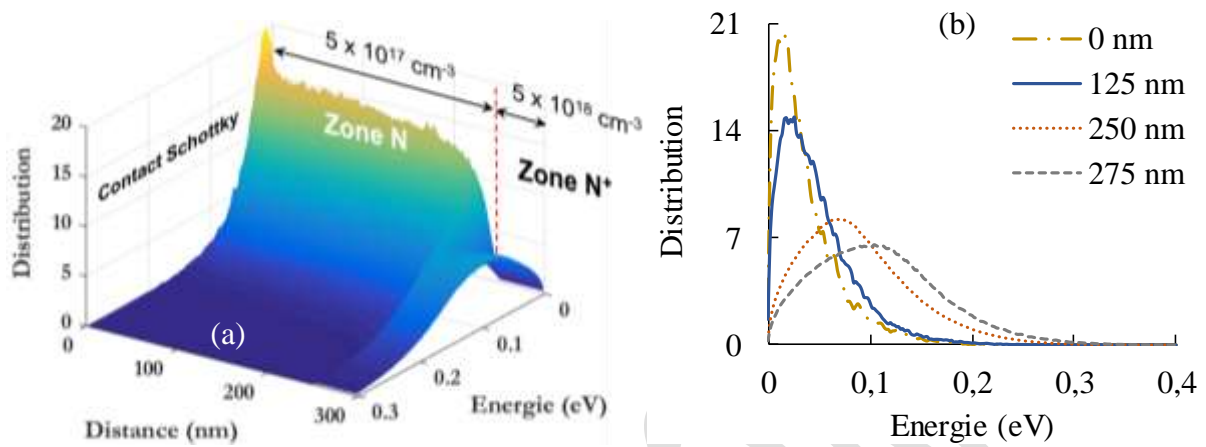 5 x 10¹⁷ cm⁻³
5 x 10¹⁸ cm⁻³
Contact Schottky
Zone N
Zone N⁺
Distribution
20
15
10
5
0
0
100
200
300
Distance (nm)
0.3
0.2
0.1
0
Energie (eV)
(a)
(b)
21
14
7
0
Distribution
0
0,1
0,2
0,3
0,4
Energie (eV)
0 nm
125 nm
250 nm
275 nm